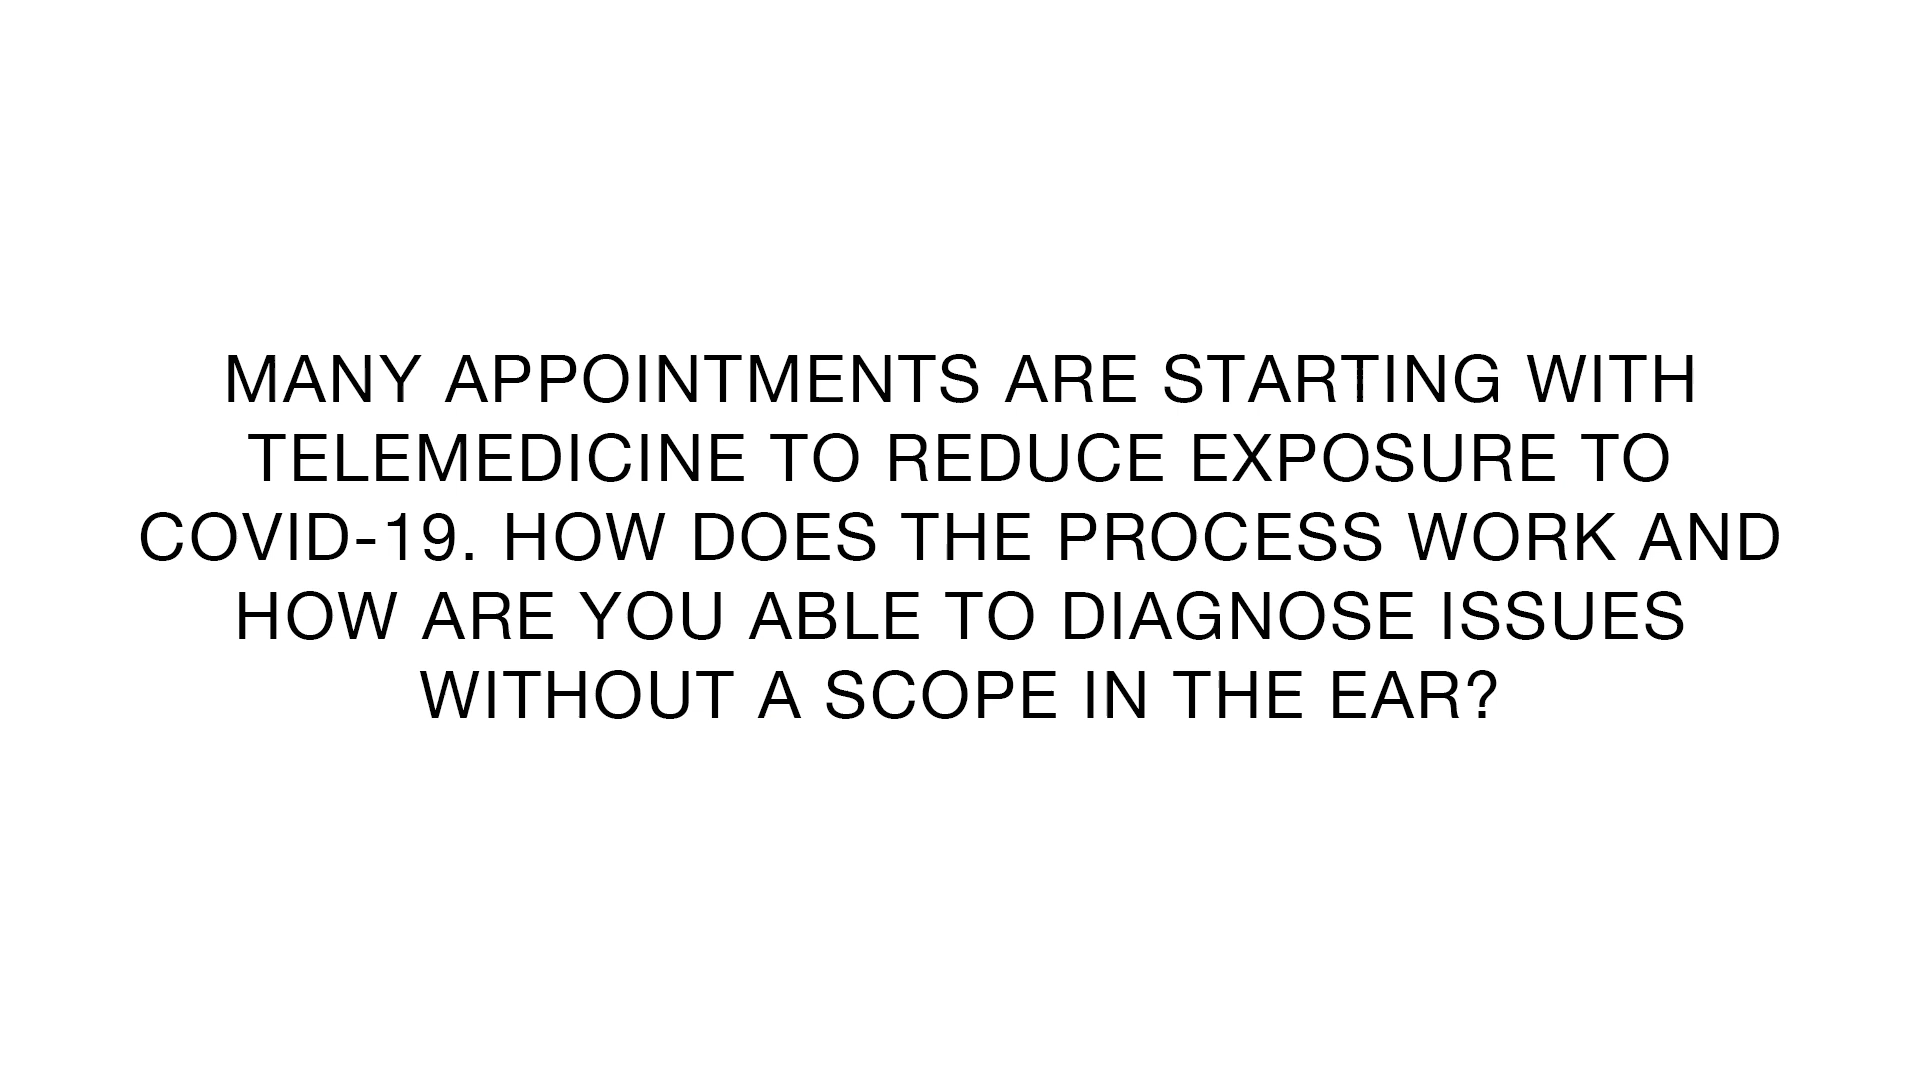 MANY APPOINTMENTS ARE STARTING WITH
TELEMEDICINE TO REDUCE EXPOSURE TO
COVID-19. HOW DOES THE PROCESS WORK AND
HOW ARE YOU ABLE TO DIAGNOSE ISSUES
WITHOUT A SCOPE IN THE EAR?